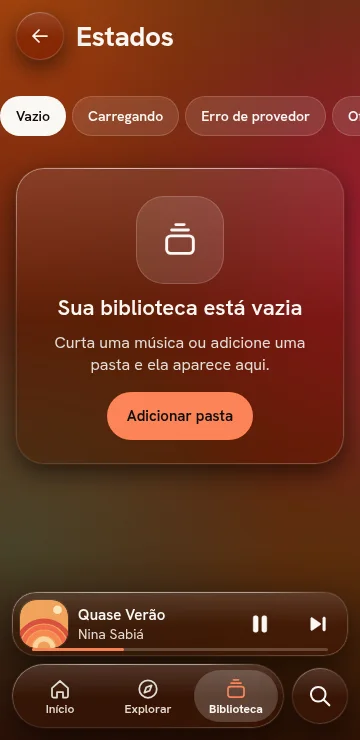 Estados
Vazio
Carregando
Erro de provedor
Sua biblioteca está vazia
Curta uma música ou adicione uma
pasta e ela aparece aqui.
Adicionar pasta
Quase Verão
Nina Sabiá
Início
Explorar
Biblioteca